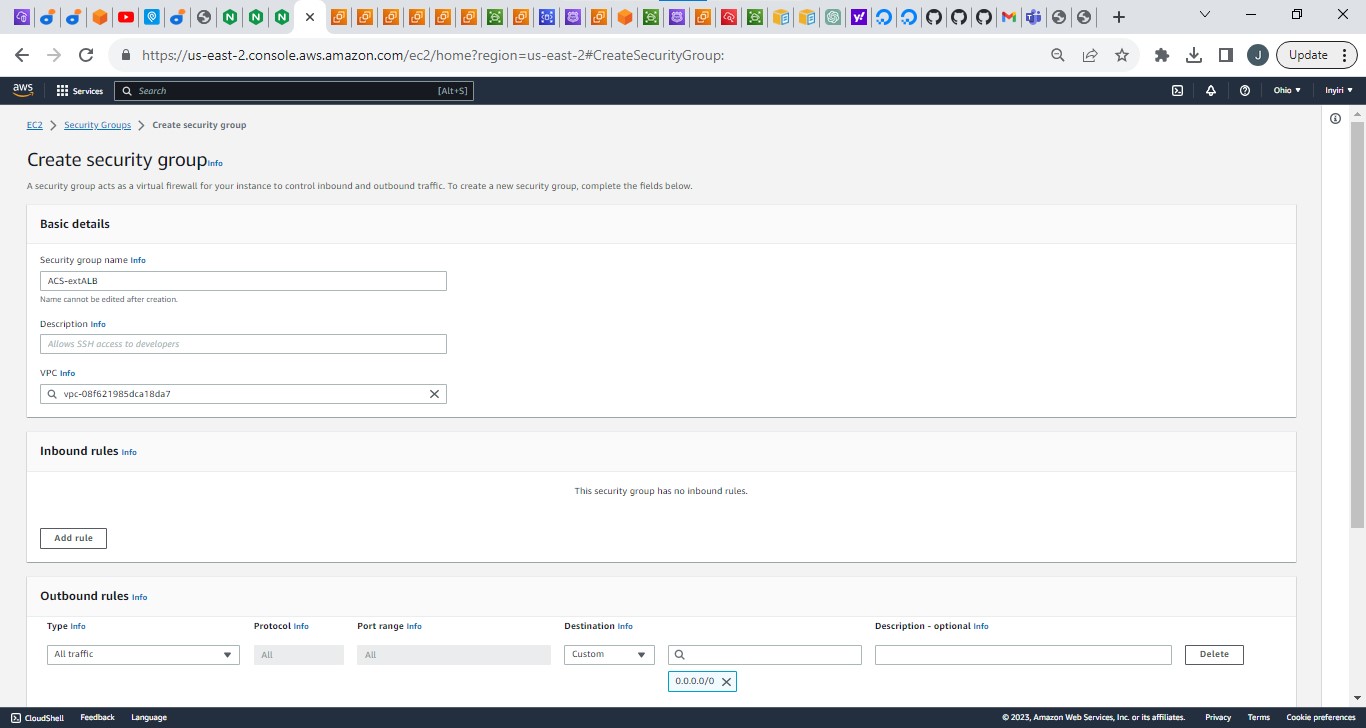 https://us-east-2.console.aws.amazon.com/ec2/home?region=us-east-2#CreateSecurityGroup:
J
Update
aws
Services
Search
[Alt+S]
Ohio
Inyiri
EC2 > Security Groups > Create security group
Create security group Info
A security group acts as a virtual firewall for your instance to control inbound and outbound traffic. To create a new security group, complete the fields below.
Basic details
Security group name Info
ACS-extALB
Name cannot be edited after creation.
Description Info
Allows SSH access to developers
VPC Info
vpc-08f621985dca18da7
Inbound rules Info
This security group has no inbound rules.
Add rule
Outbound rules Info
Type Info Protocol Info Port range Info Destination Info Description - optional Info
All traffic All All Custom Delete
0.0.0.0/0
CloudShell Feedback Language © 2023, Amazon Web Services, Inc. or its affiliates. Privacy Terms Cookie preferences